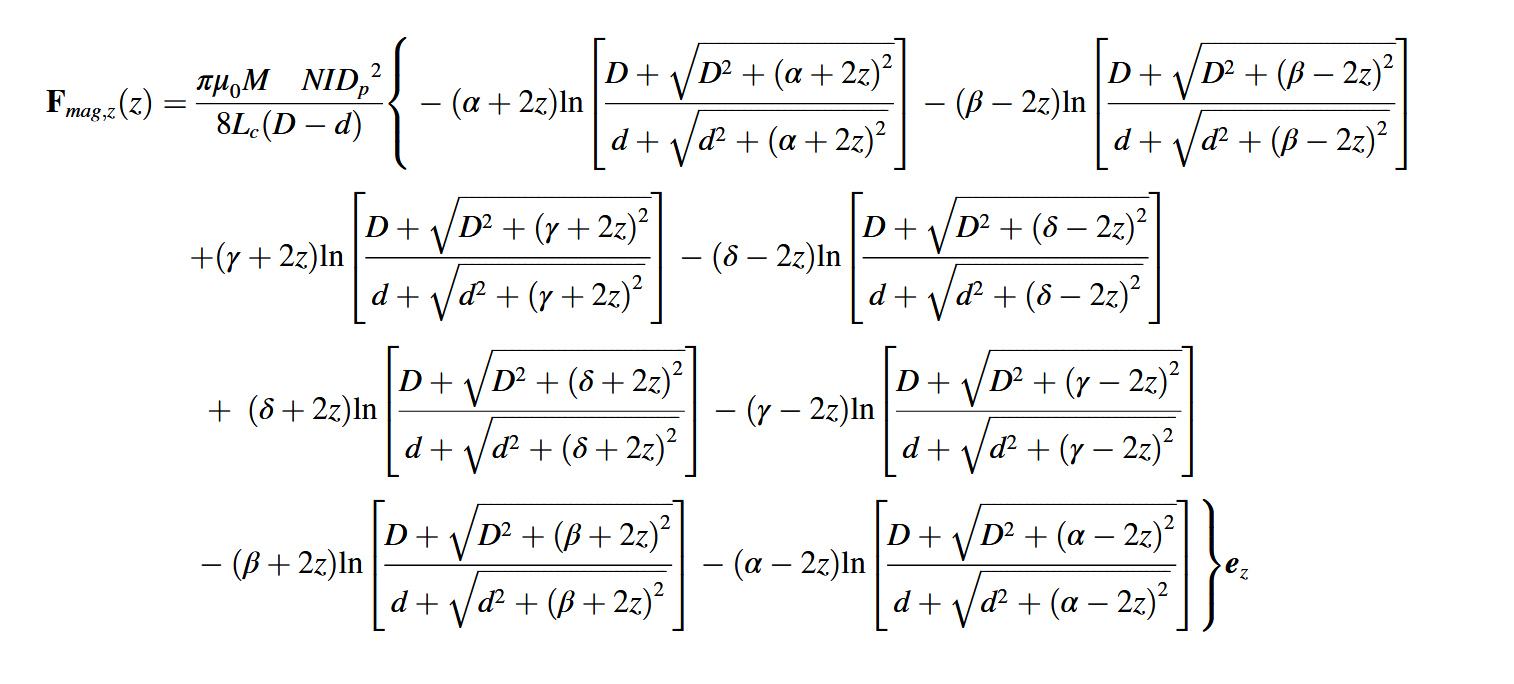 $$\mathbf{F}_{mag,z}(z) = \frac{\pi\mu_0 M \quad NID_p{}^2}{8L_c(D-d)} \left\{ -(\alpha+2z)\ln\left[\frac{D+\sqrt{D^2+(\alpha+2z)^2}}{d+\sqrt{d^2+(\alpha+2z)^2}}\right] - (\beta-2z)\ln\left[\frac{D+\sqrt{D^2+(\beta-2z)^2}}{d+\sqrt{d^2+(\beta-2z)^2}}\right] \right.$$
$$+(\gamma+2z)\ln\left[\frac{D+\sqrt{D^2+(\gamma+2z)^2}}{d+\sqrt{d^2+(\gamma+2z)^2}}\right] - (\delta-2z)\ln\left[\frac{D+\sqrt{D^2+(\delta-2z)^2}}{d+\sqrt{d^2+(\delta-2z)^2}}\right]$$
$$+\ (\delta+2z)\ln\left[\frac{D+\sqrt{D^2+(\delta+2z)^2}}{d+\sqrt{d^2+(\delta+2z)^2}}\right] - (\gamma-2z)\ln\left[\frac{D+\sqrt{D^2+(\gamma-2z)^2}}{d+\sqrt{d^2+(\gamma-2z)^2}}\right]$$
$$\left. -(\beta+2z)\ln\left[\frac{D+\sqrt{D^2+(\beta+2z)^2}}{d+\sqrt{d^2+(\beta+2z)^2}}\right] - (\alpha-2z)\ln\left[\frac{D+\sqrt{D^2+(\alpha-2z)^2}}{d+\sqrt{d^2+(\alpha-2z)^2}}\right] \right\} \boldsymbol{e}_z$$